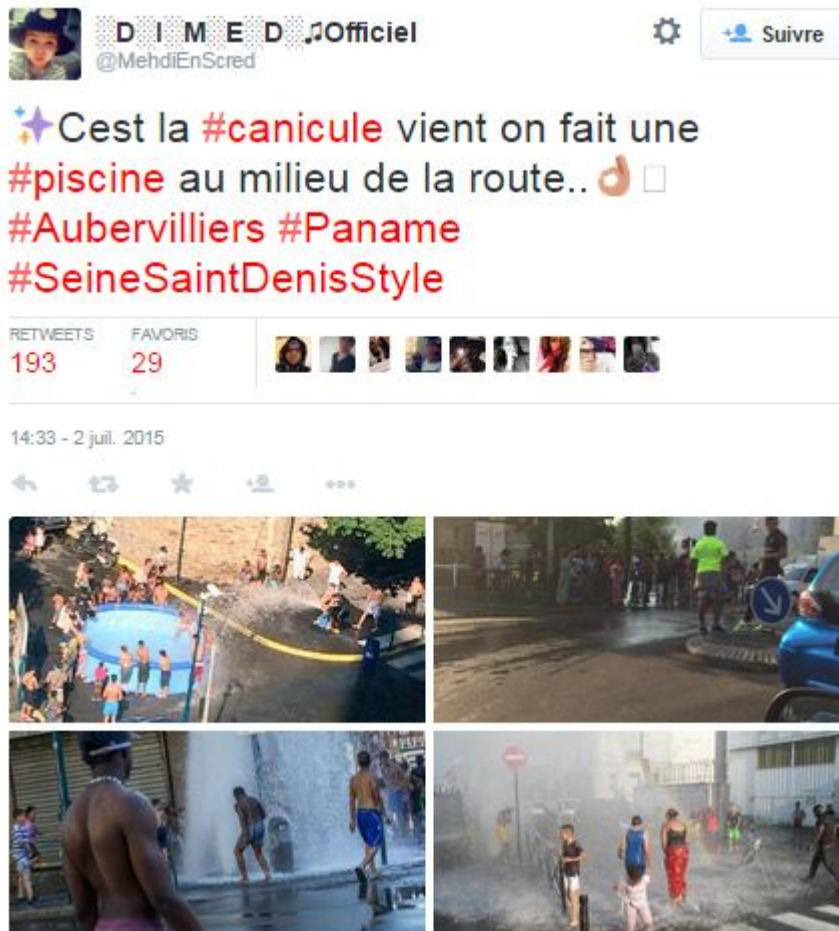 D I M E D ♫Officiel
@MehdiEnScred
Suivre
✨Cest la #canicule vient on fait une
#piscine au milieu de la route..👌
#Aubervilliers #Paname
#SeineSaintDenisStyle
RETWEETS FAVORIS
193 29
14:33 - 2 juil. 2015